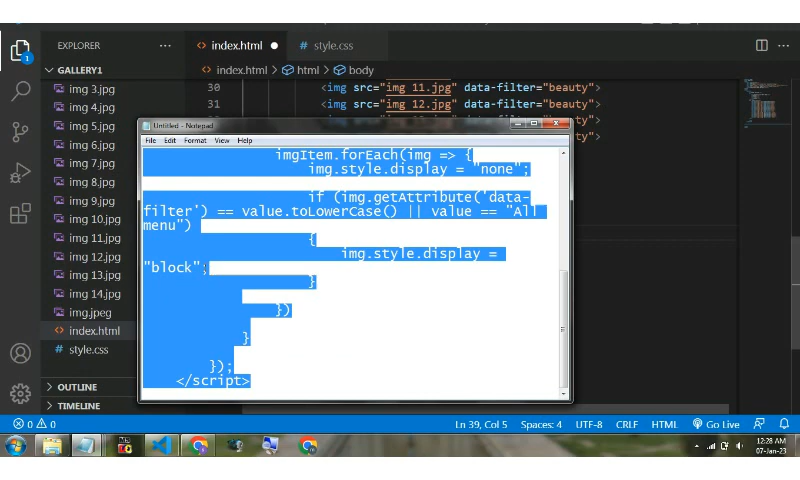 EXPLORER
index.html
style.css
GALLERY1
index.html
html
body
img 3.jpg
img 4.jpg
img 5.jpg
img 6.jpg
img 7.jpg
img 8.jpg
img 9.jpg
img 10.jpg
img 11.jpg
img 12.jpg
img 13.jpg
img 14.jpg
img.jpeg
index.html
style.css
OUTLINE
TIMELINE
30 <img src="img 11.jpg" data-filter="beauty">
31 <img src="img 12.jpg" data-filter="beauty">
Untitled - Notepad
File Edit Format View Help
imgItem.forEach(img => {
img.style.display = "none";
if (img.getAttribute('data-
filter') == value.toLowerCase() || value == "All
menu")
{
img.style.display =
"block";
}
})
}
});
</script>
0 0
Ln 39, Col 5 Spaces: 4 UTF-8 CRLF HTML Go Live
12:28 AM
07-Jan-23